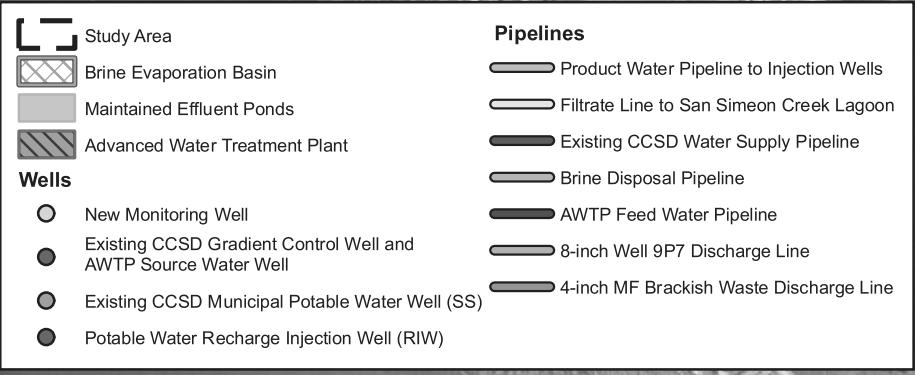 Study Area
Brine Evaporation Basin
Maintained Effluent Ponds
Advanced Water Treatment Plant
Wells
New Monitoring Well
Existing CCSD Gradient Control Well and
AWTP Source Water Well
Existing CCSD Municipal Potable Water Well (SS)
Potable Water Recharge Injection Well (RIW)
Pipelines
Product Water Pipeline to Injection Wells
Filtrate Line to San Simeon Creek Lagoon
Existing CCSD Water Supply Pipeline
Brine Disposal Pipeline
AWTP Feed Water Pipeline
8-inch Well 9P7 Discharge Line
4-inch MF Brackish Waste Discharge Line